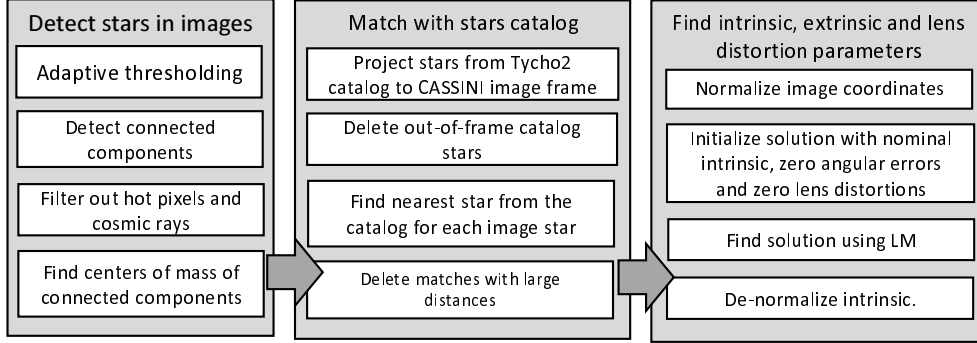 Detect stars in images
Adaptive thresholding
Detect connected
components
Filter out hot pixels and
cosmic rays
Find centers of mass of
connected components
Match with stars catalog
Project stars from Tycho2
catalog to CASSINI image frame
Delete out-of-frame catalog
stars
Find nearest star from the
catalog for each image star
Delete matches with large
distances
Find intrinsic, extrinsic and lens
distortion parameters
Normalize image coordinates
Initialize solution with nominal
intrinsic, zero angular errors
and zero lens distortions
Find solution using LM
De-normalize intrinsic.